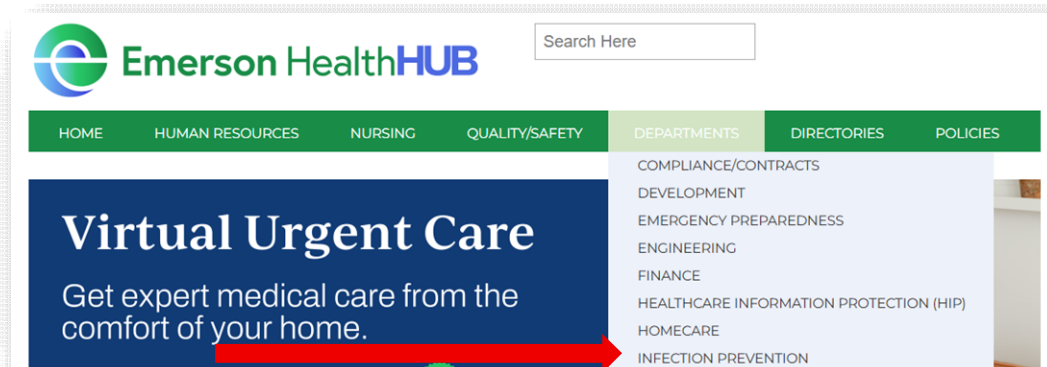 Emerson HealthHUB
Search Here
HOME HUMAN RESOURCES NURSING QUALITY/SAFETY DEPARTMENTS DIRECTORIES POLICIES
COMPLIANCE/CONTRACTS
DEVELOPMENT
EMERGENCY PREPAREDNESS
ENGINEERING
FINANCE
HEALTHCARE INFORMATION PROTECTION (HIP)
HOMECARE
INFECTION PREVENTION
Virtual Urgent Care
Get expert medical care from the
comfort of your home.